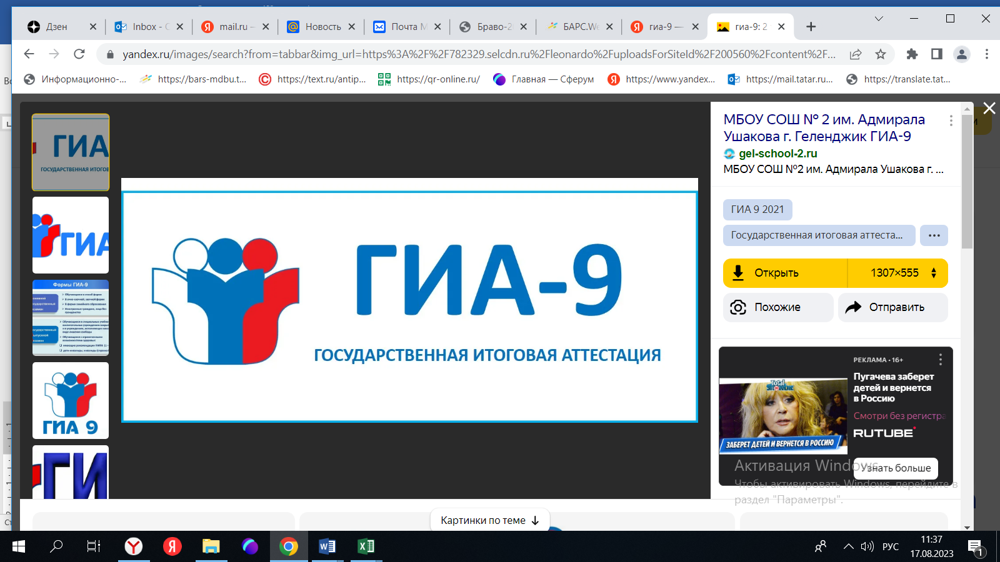 Дзен
Inbox - C
mail.ru –
Новость
Почта М
Браво-2
БАРС.We
гиа-9 —
гиа-9: 2
yandex.ru/images/search?from=tabbar&img_url=https%3A%2F%2F782329.selcdn.ru%2Fleonardo%2FuploadsForSiteId%2F200560%2Fcontent%2F...
Информационно-...
https://bars-mdbu.t...
https://text.ru/antip...
https://qr-online.ru/
Главная — Сферум
https://www.yandex...
https://mail.tatar.ru...
https://translate.tat...
ГИА
ГОСУДАРСТВЕННАЯ ИТОГОВ
ГИА
Формы ГИА-9
ГИА 9
ГИ
ГИА-9
ГОСУДАРСТВЕННАЯ ИТОГОВАЯ АТТЕСТАЦИЯ
МБОУ СОШ № 2 им. Адмирала
Ушакова г. Геленджик ГИА-9
gel-school-2.ru
МБОУ СОШ №2 им. Адмирала Ушакова г. ...
ГИА 9 2021
Государственная итоговая аттеста...
Открыть
1307×555
Похожие
Отправить
РЕКЛАМА • 16+
Пугачева заберет
детей и вернется
в Россию
Смотри без регистра
RUTUBE
Total
ЗАБЕРЕТ ДЕТЕЙ И ВЕРНЕТСЯ В РОССИЮ
Узнать больше
Активация Windows
Чтобы активировать Windows, перейдите в
раздел "Параметры".
Картинки по теме
РУС
11:37
17.08.2023
1